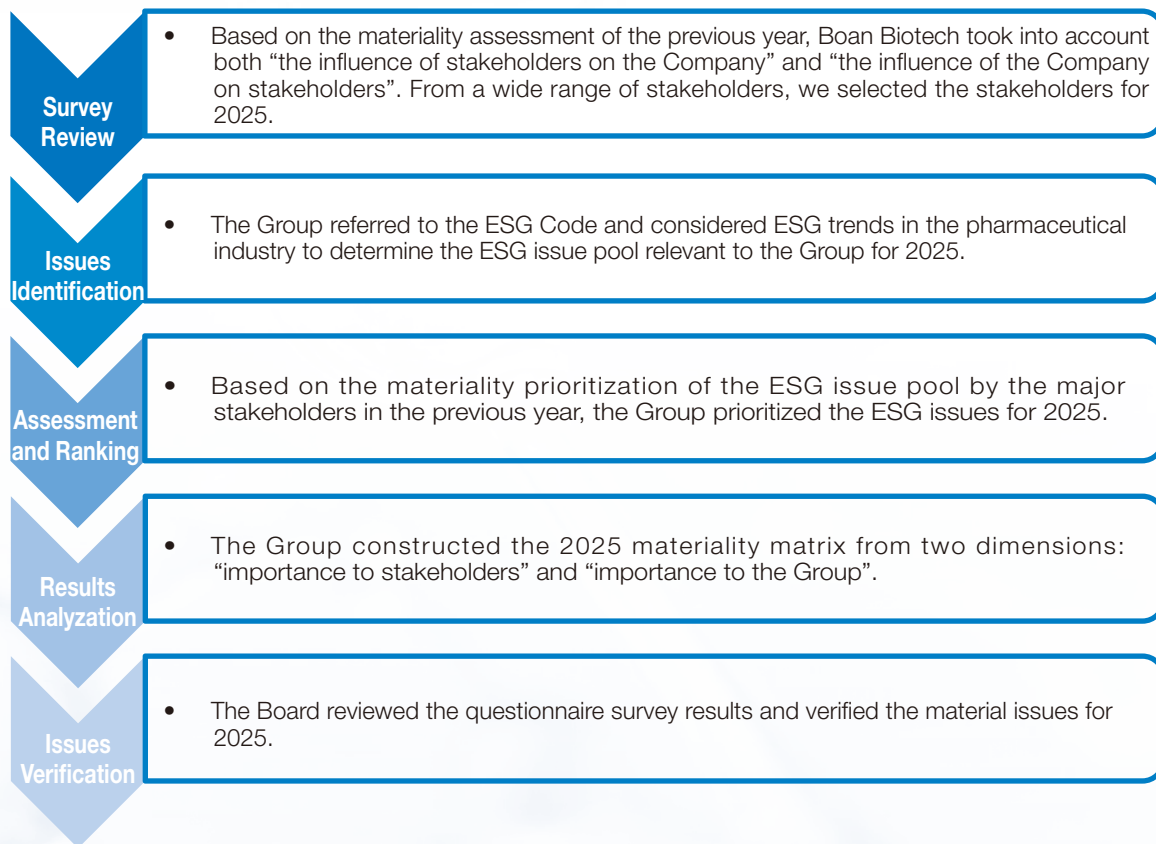 Survey
Review
• Based on the materiality assessment of the previous year, Boan Biotech took into account
both “the influence of stakeholders on the Company” and “the influence of the Company
on stakeholders”. From a wide range of stakeholders, we selected the stakeholders for
2025.
Issues
Identification
• The Group referred to the ESG Code and considered ESG trends in the pharmaceutical
industry to determine the ESG issue pool relevant to the Group for 2025.
Assessment
and Ranking
• Based on the materiality prioritization of the ESG issue pool by the major
stakeholders in the previous year, the Group prioritized the ESG issues for 2025.
Results
Analyzation
• The Group constructed the 2025 materiality matrix from two dimensions:
“importance to stakeholders” and “importance to the Group”.
Issues
Verification
• The Board reviewed the questionnaire survey results and verified the material issues for
2025.